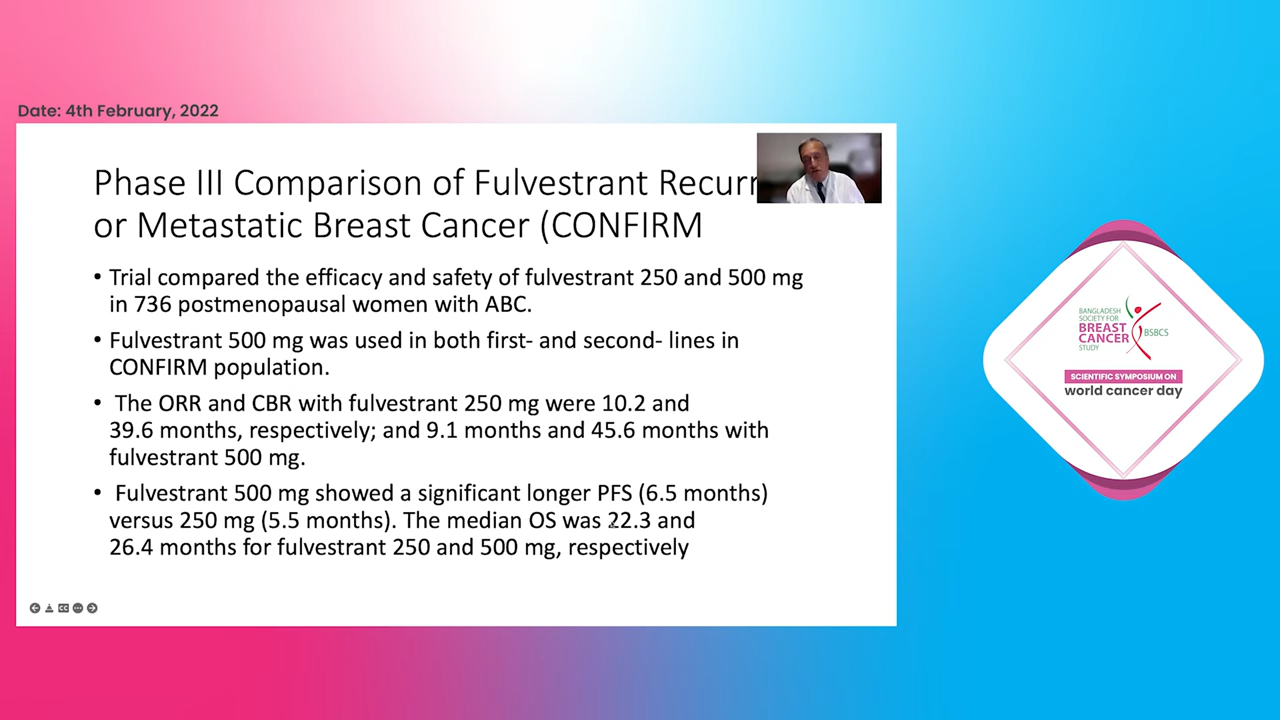 Date: 4th February, 2022
Phase III Comparison of Fulvestrant Recurr
or Metastatic Breast Cancer (CONFIRM
• Trial compared the efficacy and safety of fulvestrant 250 and 500 mg
in 736 postmenopausal women with ABC.
• Fulvestrant 500 mg was used in both first- and second- lines in
CONFIRM population.
• The ORR and CBR with fulvestrant 250 mg were 10.2 and
39.6 months, respectively; and 9.1 months and 45.6 months with
fulvestrant 500 mg.
• Fulvestrant 500 mg showed a significant longer PFS (6.5 months)
versus 250 mg (5.5 months). The median OS was 22.3 and
26.4 months for fulvestrant 250 and 500 mg, respectively
BANGLADESH
SOCIETY FOR
BREAST
CANCER
STUDY
BSBCS
SCIENTIFIC SYMPOSIUM ON
world cancer day